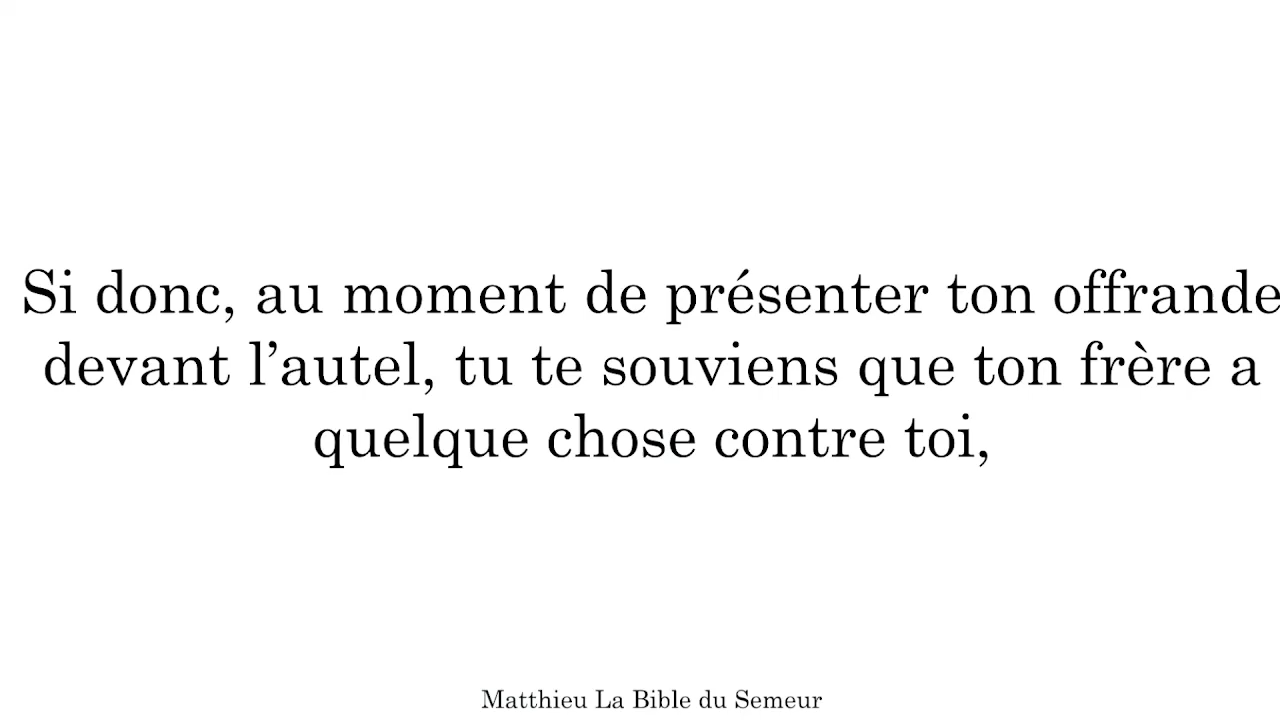 Si donc, au moment de présenter ton offrande
devant l’autel, tu te souviens que ton frère a
quelque chose contre toi,
Matthieu La Bible du Semeur